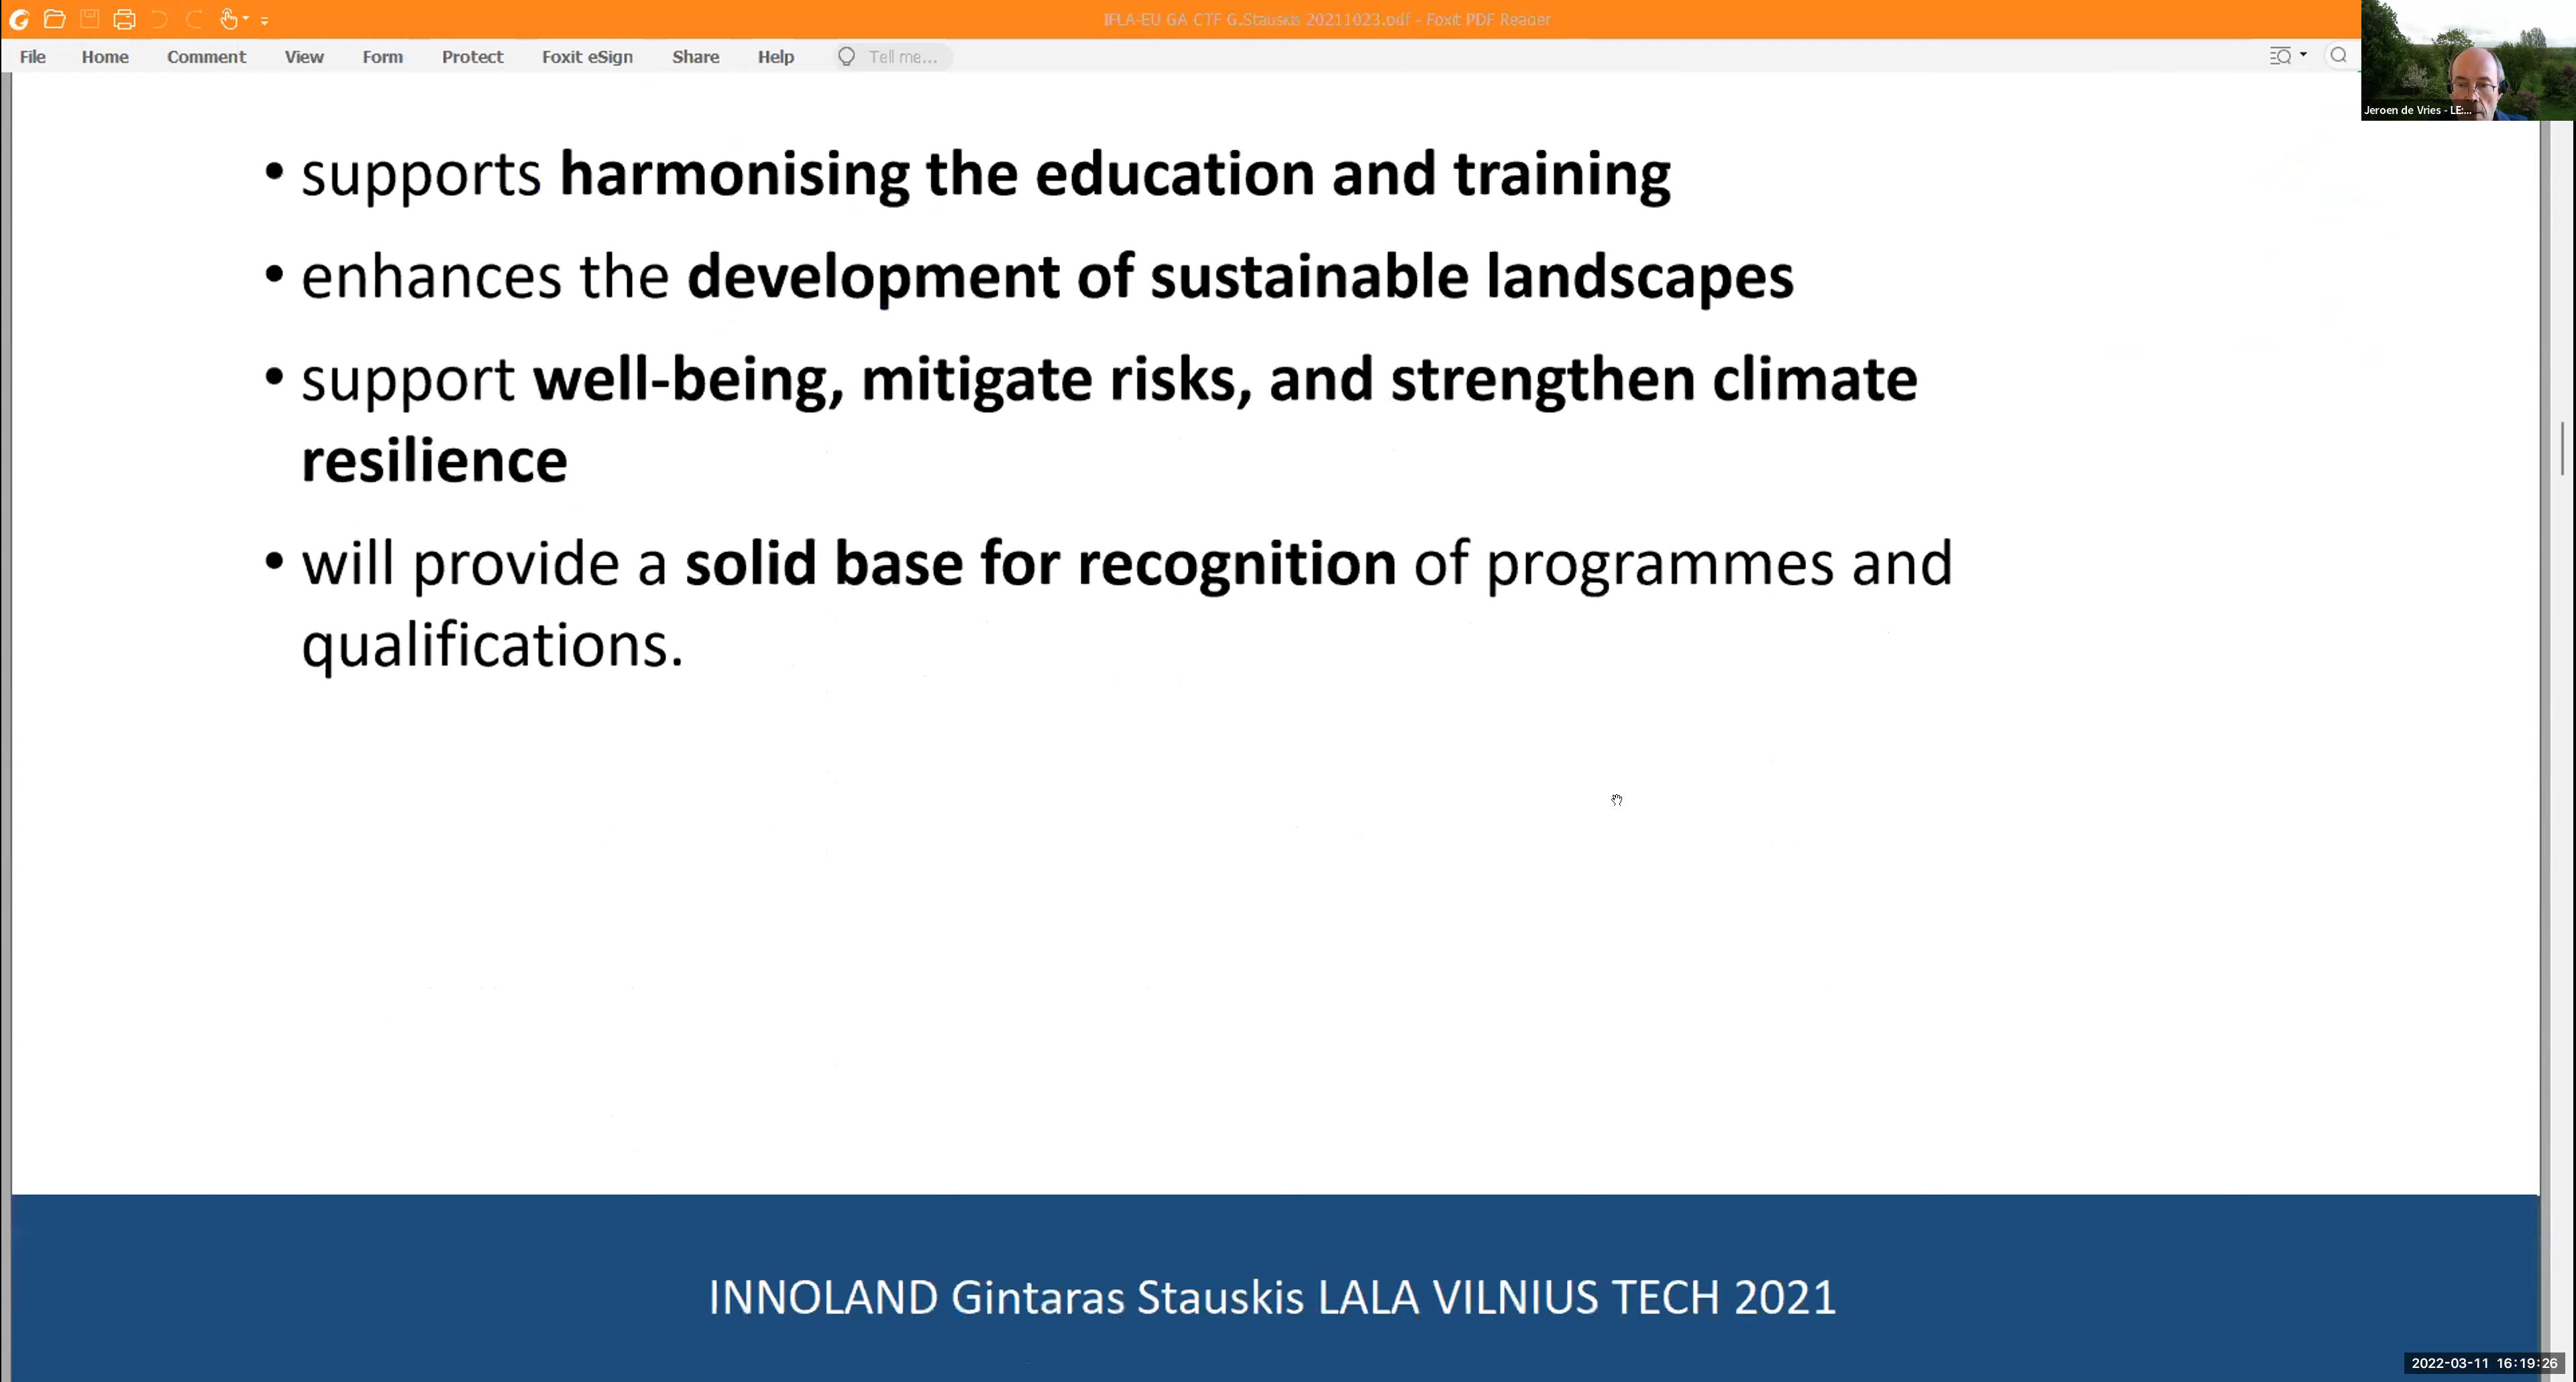 IFLA-EU GA CTF G.Stauskis 20211023.pdf - Foxit PDF Reader
File Home Comment View Form Protect Foxit eSign Share Help Tell me...
Jeroen de Vries - LE:...
• supports harmonising the education and training
• enhances the development of sustainable landscapes
• support well-being, mitigate risks, and strengthen climate
resilience
• will provide a solid base for recognition of programmes and
qualifications.
INNOLAND Gintaras Stauskis LALA VILNIUS TECH 2021
2022-03-11 16:19:26